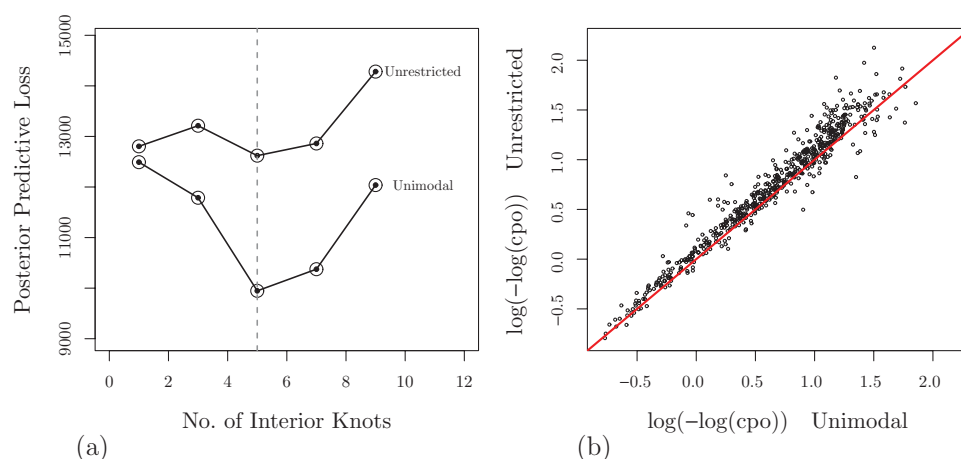 Posterior Predictive Loss
15000
13000
11000
9000
Unrestricted
Unimodal
0 2 4 6 8 10 12
No. of Interior Knots
(a)
log(−log(cpo)) Unrestricted
2.0
1.5
1.0
0.5
0.0
−0.5
−0.5 0.0 0.5 1.0 1.5 2.0
log(−log(cpo)) Unimodal
(b)